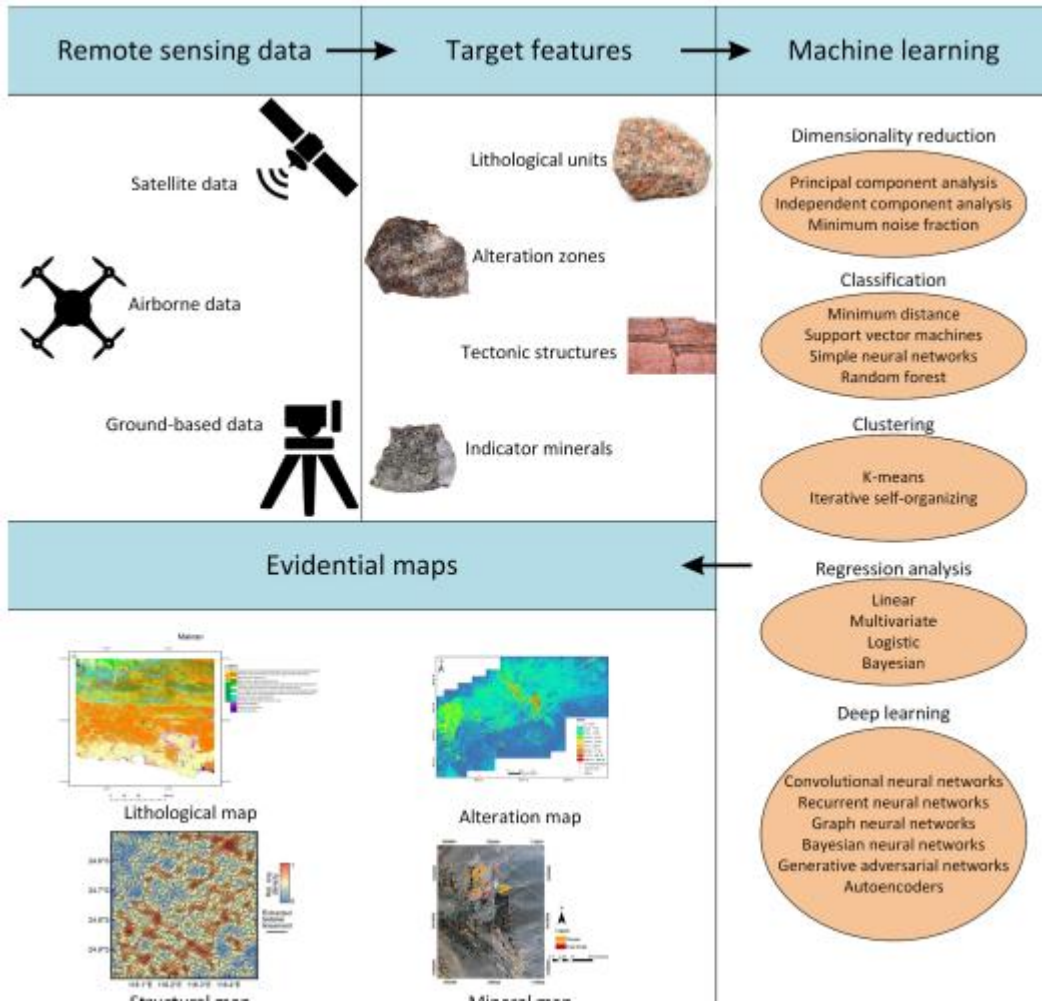 Remote sensing data
Target features
Machine learning
Satellite data
Airborne data
Ground-based data
Lithological units
Alteration zones
Tectonic structures
Indicator minerals
Dimensionality reduction
Principal component analysis
Independent component analysis
Minimum noise fraction
Classification
Minimum distance
Support vector machines
Simple neural networks
Random forest
Clustering
K-means
Iterative self-organizing
Regression analysis
Linear
Multivariate
Logistic
Bayesian
Deep learning
Convolutional neural networks
Recurrent neural networks
Graph neural networks
Bayesian neural networks
Generative adversarial networks
Autoencoders
Evidential maps
Lithological map
Alteration map
Structural map
Mineral map